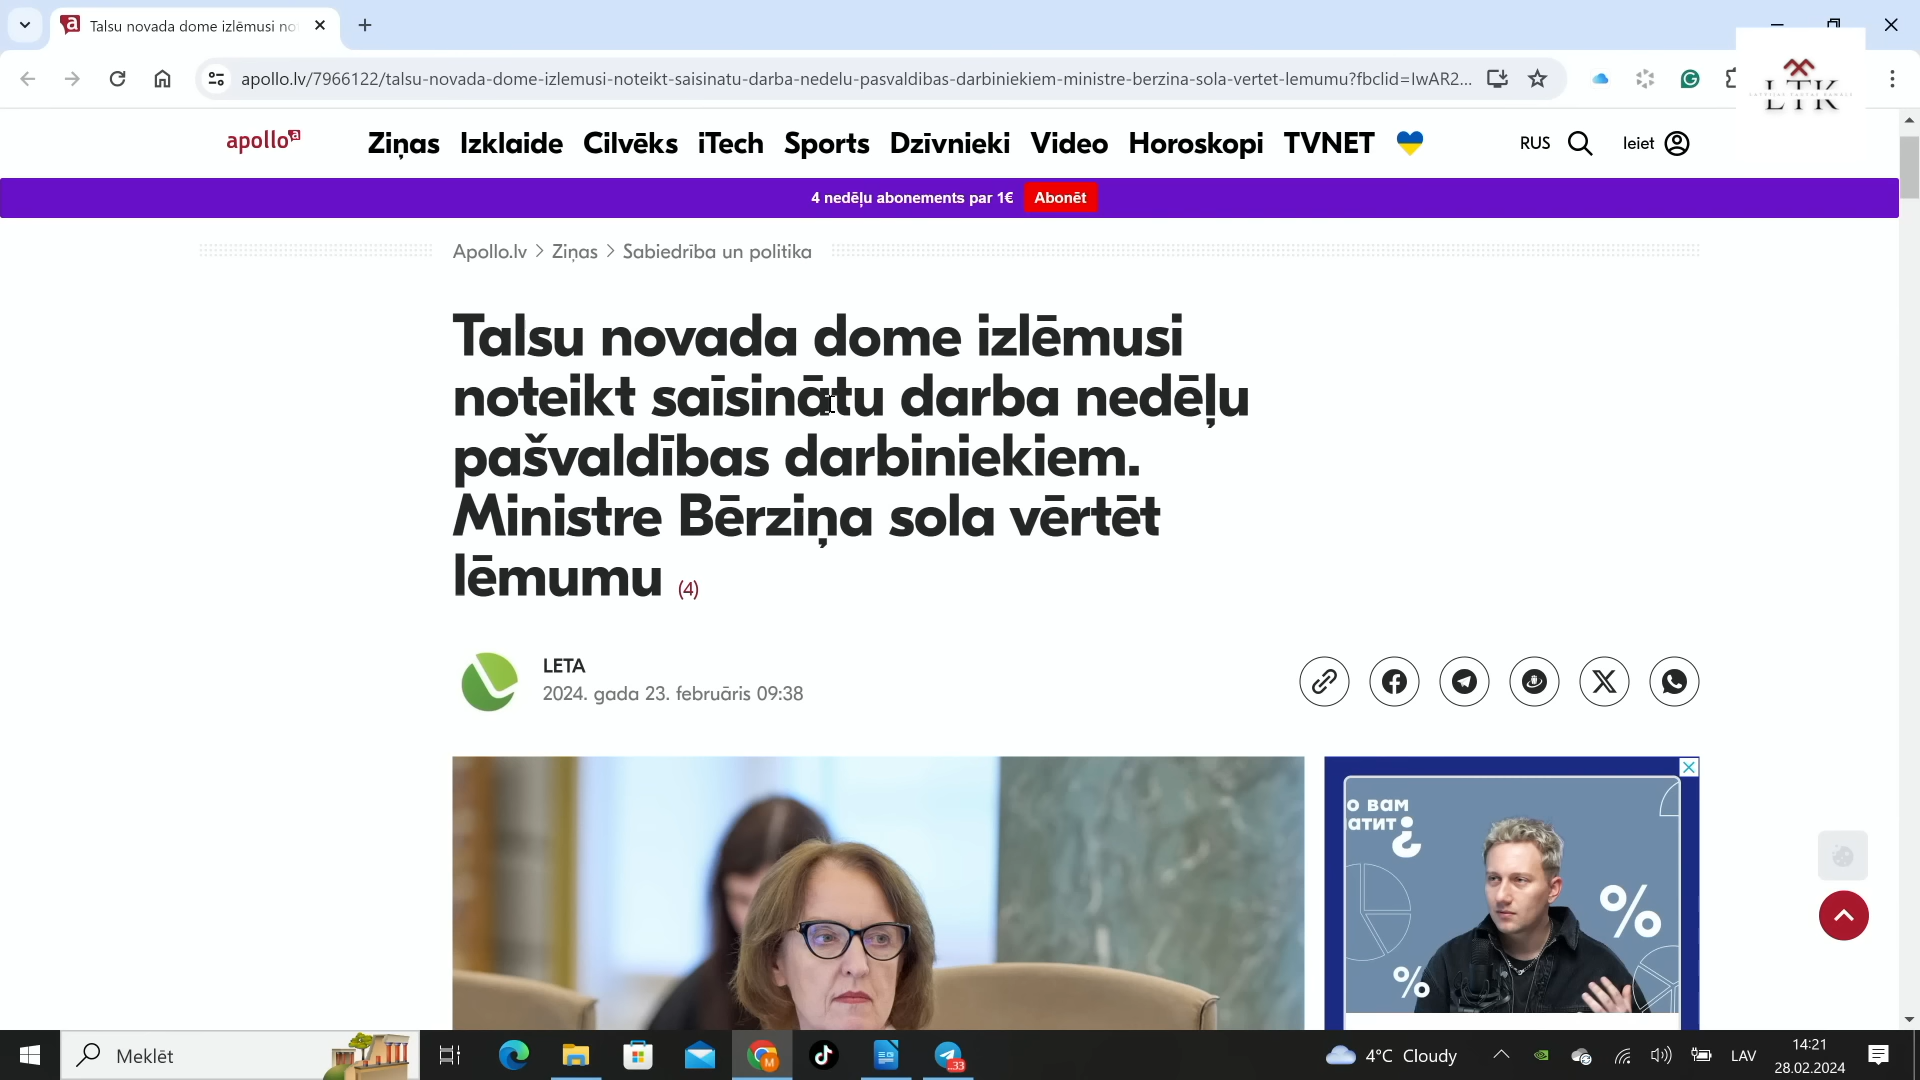 Talsu novada dome izlēmusi no
apollo.lv/7966122/talsu-novada-dome-izlemusi-noteikt-saisinatu-darba-nedelu-pasvaldibas-darbiniekiem-ministre-berzina-sola-vertet-lemumu?fbclid=IwAR2...
LTK
apollo a
Ziņas Izklaide Cilvēks iTech Sports Dzīvnieki Video Horoskopi TVNET
RUS
Ieiet
4 nedēļu abonements par 1€ Abonēt
Apollo.lv > Ziņas > Sabiedrība un politika
Talsu novada dome izlēmusi
noteikt saīsinātu darba nedēļu
pašvaldības darbiniekiem.
Ministre Bērziņa sola vērtēt
lēmumu (4)
LETA
2024. gada 23. februāris 09:38
о вам
атит ?
%
%
Meklēt
33
4°C Cloudy
LAV
14:21
28.02.2024